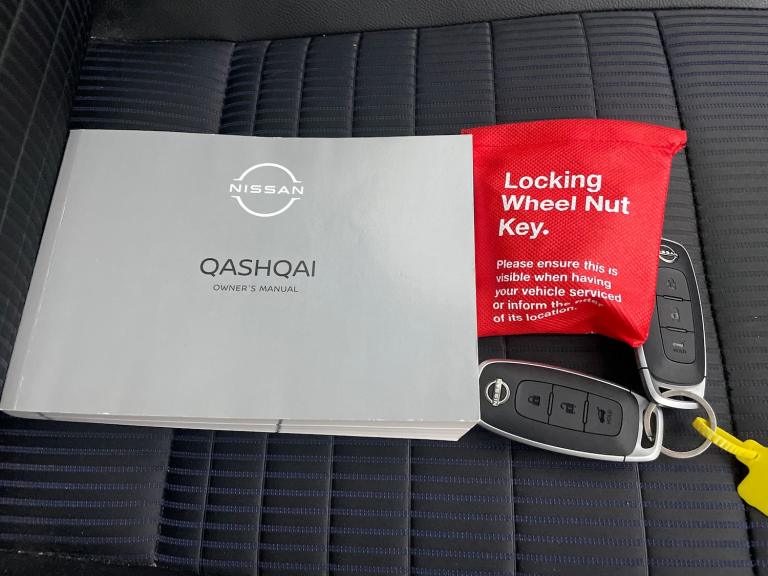 NISSAN
QASHQAI
OWNER'S MANUAL
Locking
Wheel Nut
Key.
Please ensure this is
visible when having
your vehicle serviced
or inform the
of its location.
NISSAN